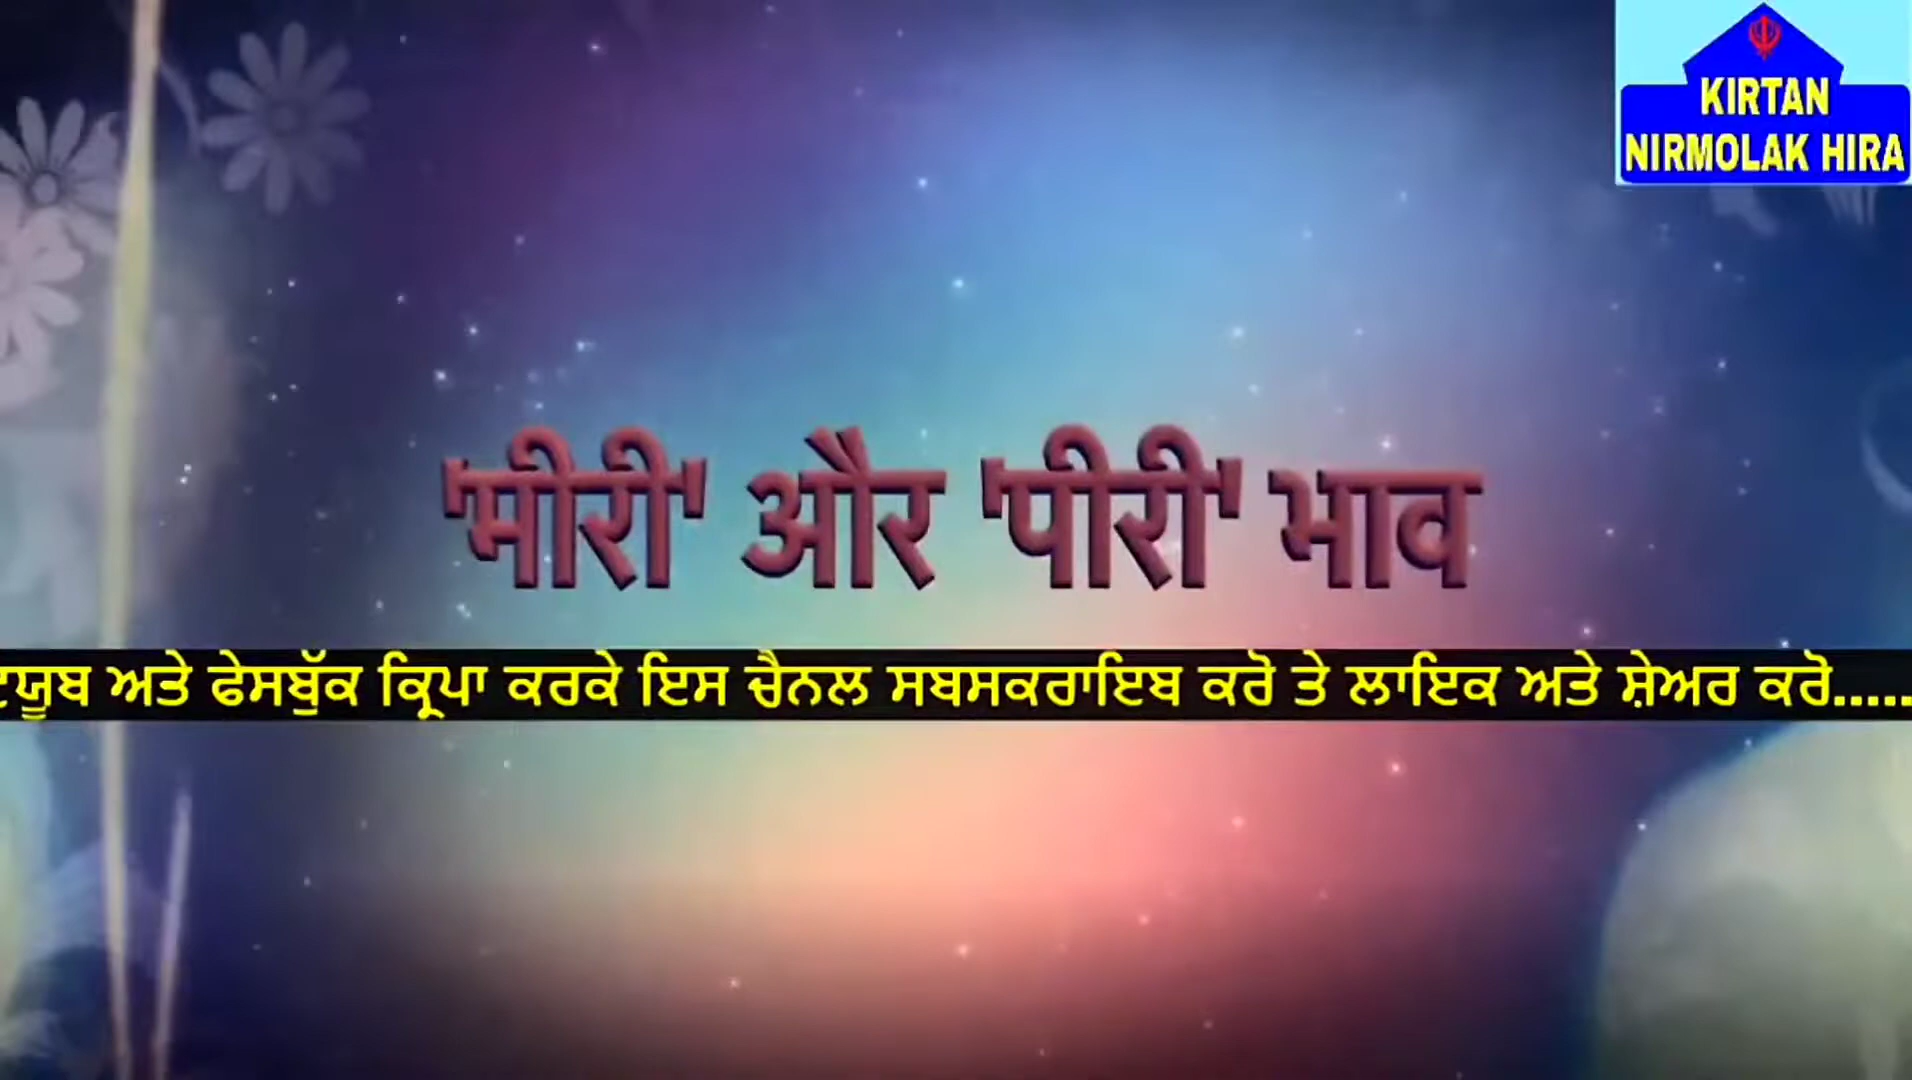 KIRTAN
NIRMOLAK HIRA
'मीरी' और 'पीरी' भाव
ਅਤੇ ਫੇਸਬੁੱਕ ਕ੍ਰਿਪਾ ਕਰਕੇ ਇਸ ਚੈਨਲ ਸਬਸਕਰਾਇਬ ਕਰੋ ਤੇ ਲਾਇਕ ਅਤੇ ਸ਼ੇਅਰ ਕਰੋ.....